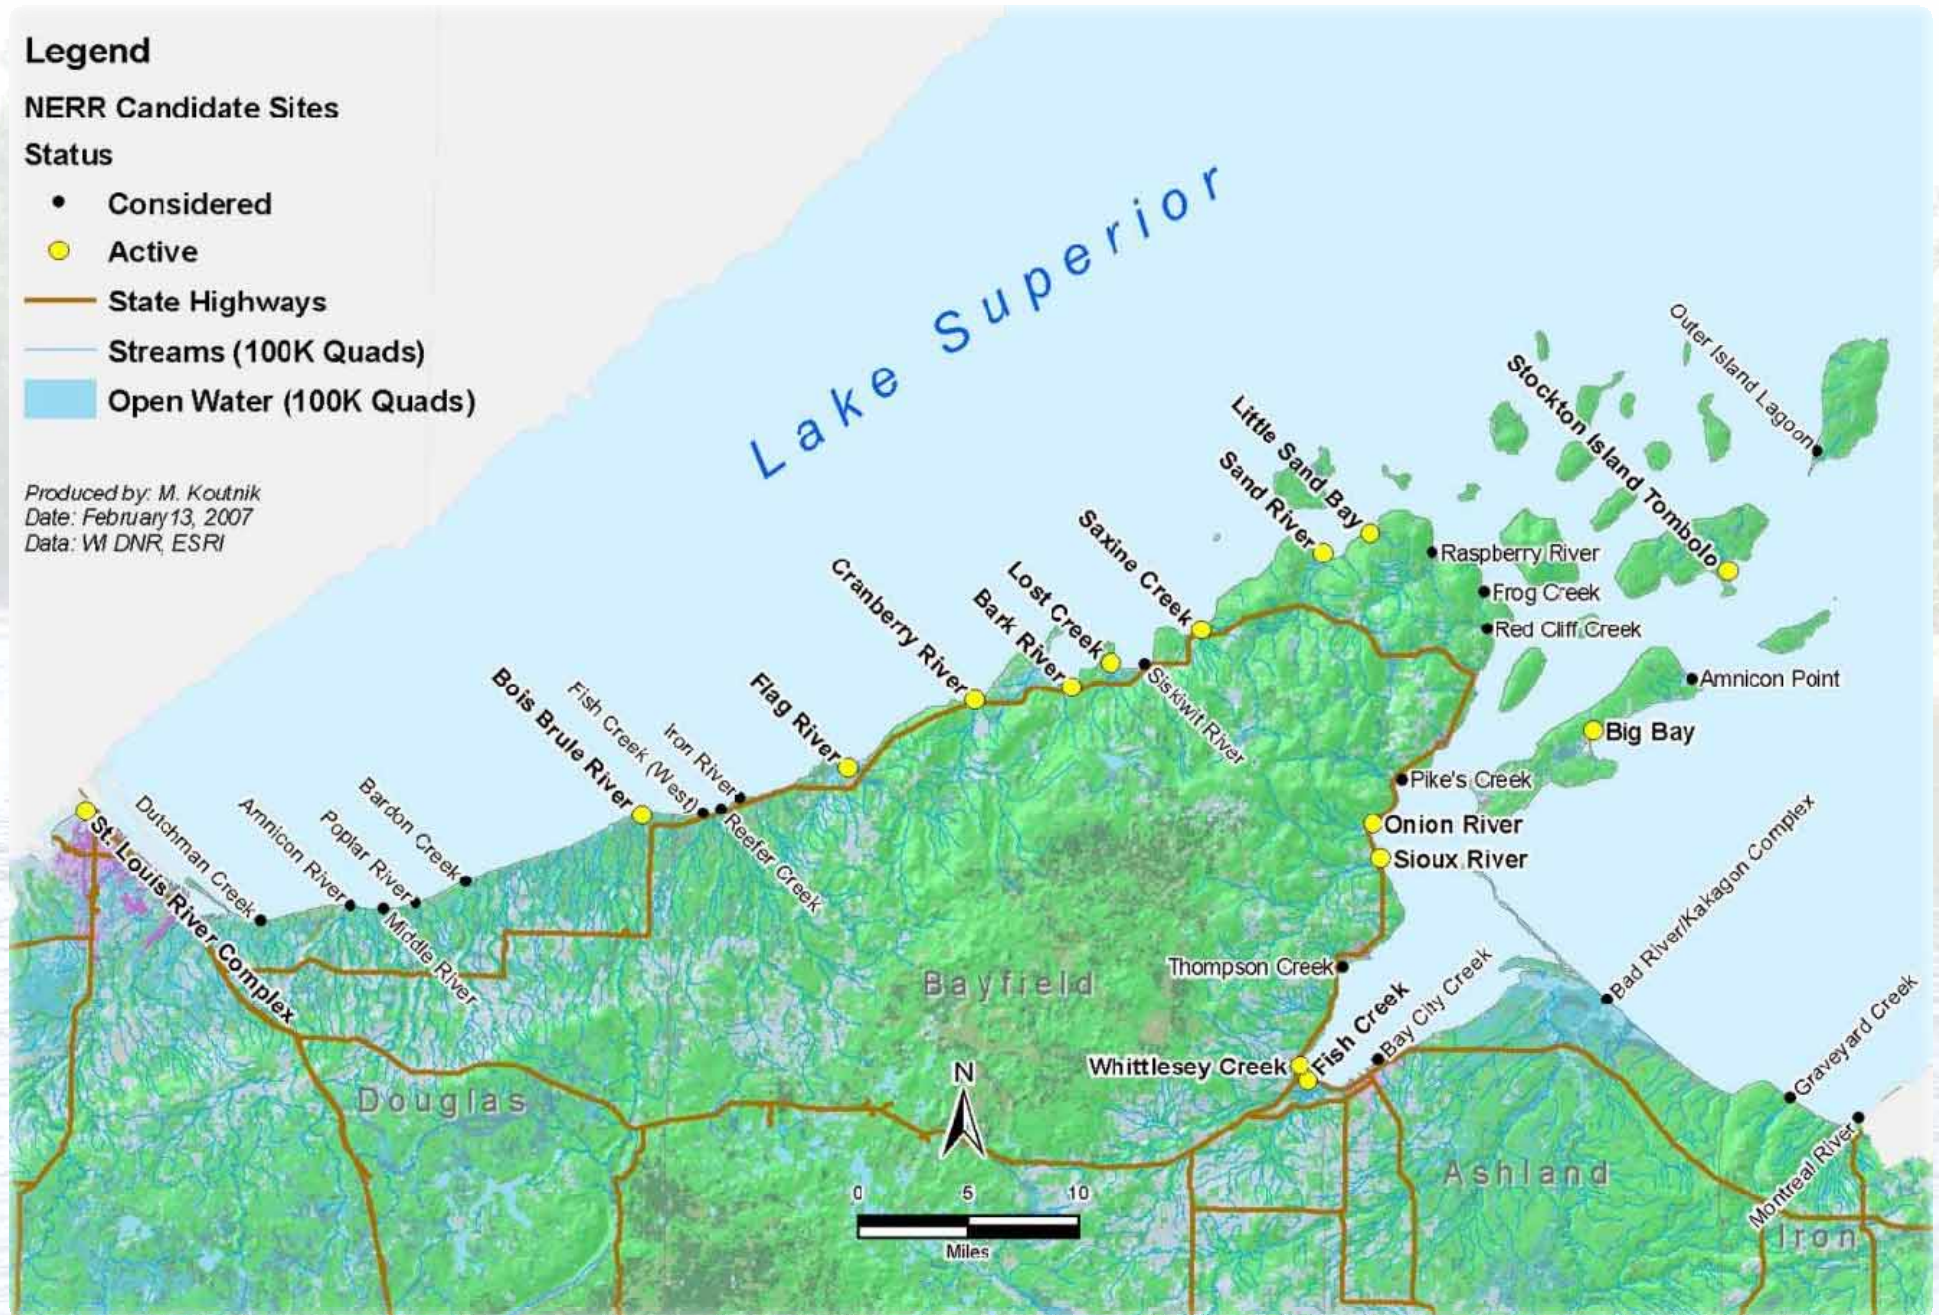 Legend
NERR Candidate Sites
Status
Considered
Active
State Highways
Streams (100K Quads)
Open Water (100K Quads)
Produced by: M. Koutnik
Date: February 13, 2007
Data: WI DNR, ESRI
Lake Superior
Outer Island Lagoon
Stockton Island Tombolo
Little Sand Bay
Sand River
Saxine Creek
Lost Creek
Bark River
Cranberry River
Flag River
Iron River
Fish Creek (West)
Bois Brule River
Bardon Creek
Poplar River
Amnicon River
Dutchman Creek
St. Louis River Complex
Middle River
Reefer Creek
Siskiwit River
Raspberry River
Frog Creek
Red Cliff Creek
Amnicon Point
Big Bay
Pike's Creek
Onion River
Sioux River
Thompson Creek
Bay City Creek
Fish Creek
Whittlesey Creek
Bad River/Kakagon Complex
Graveyard Creek
Montreal River
Bayfield
Douglas
Ashland
Iron
N
0 5 10
Miles